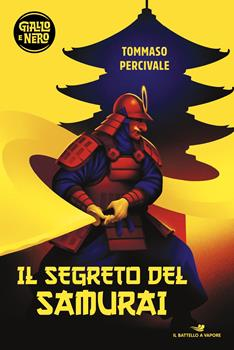 GIALLO
E NERO
TOMMASO
PERCIVALE
IL SEGRETO DEL
SAMURAI
IL BATTELLO A VAPORE